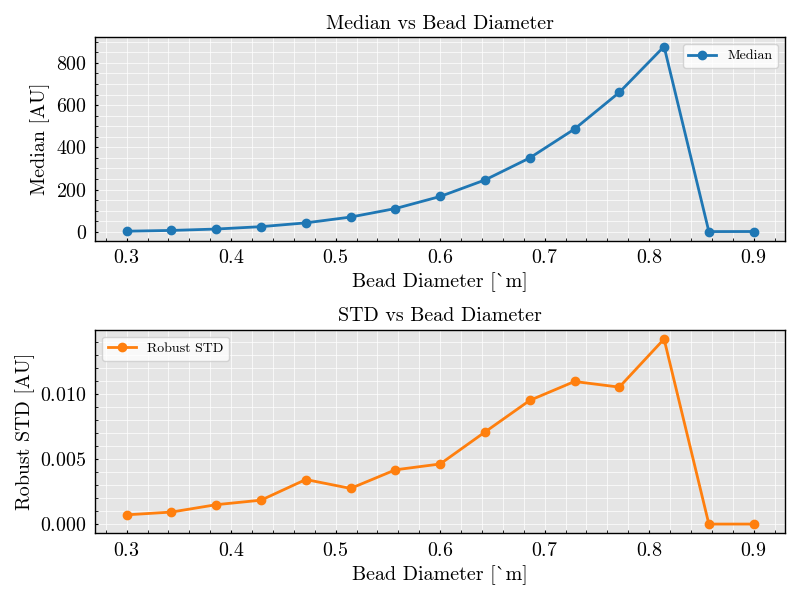 Median vs Bead Diameter
Median [AU]
800
600
400
200
0
Median
0.3 0.4 0.5 0.6 0.7 0.8 0.9
Bead Diameter [`m]
STD vs Bead Diameter
Robust STD [AU]
0.010
0.005
0.000
Robust STD
0.3 0.4 0.5 0.6 0.7 0.8 0.9
Bead Diameter [`m]